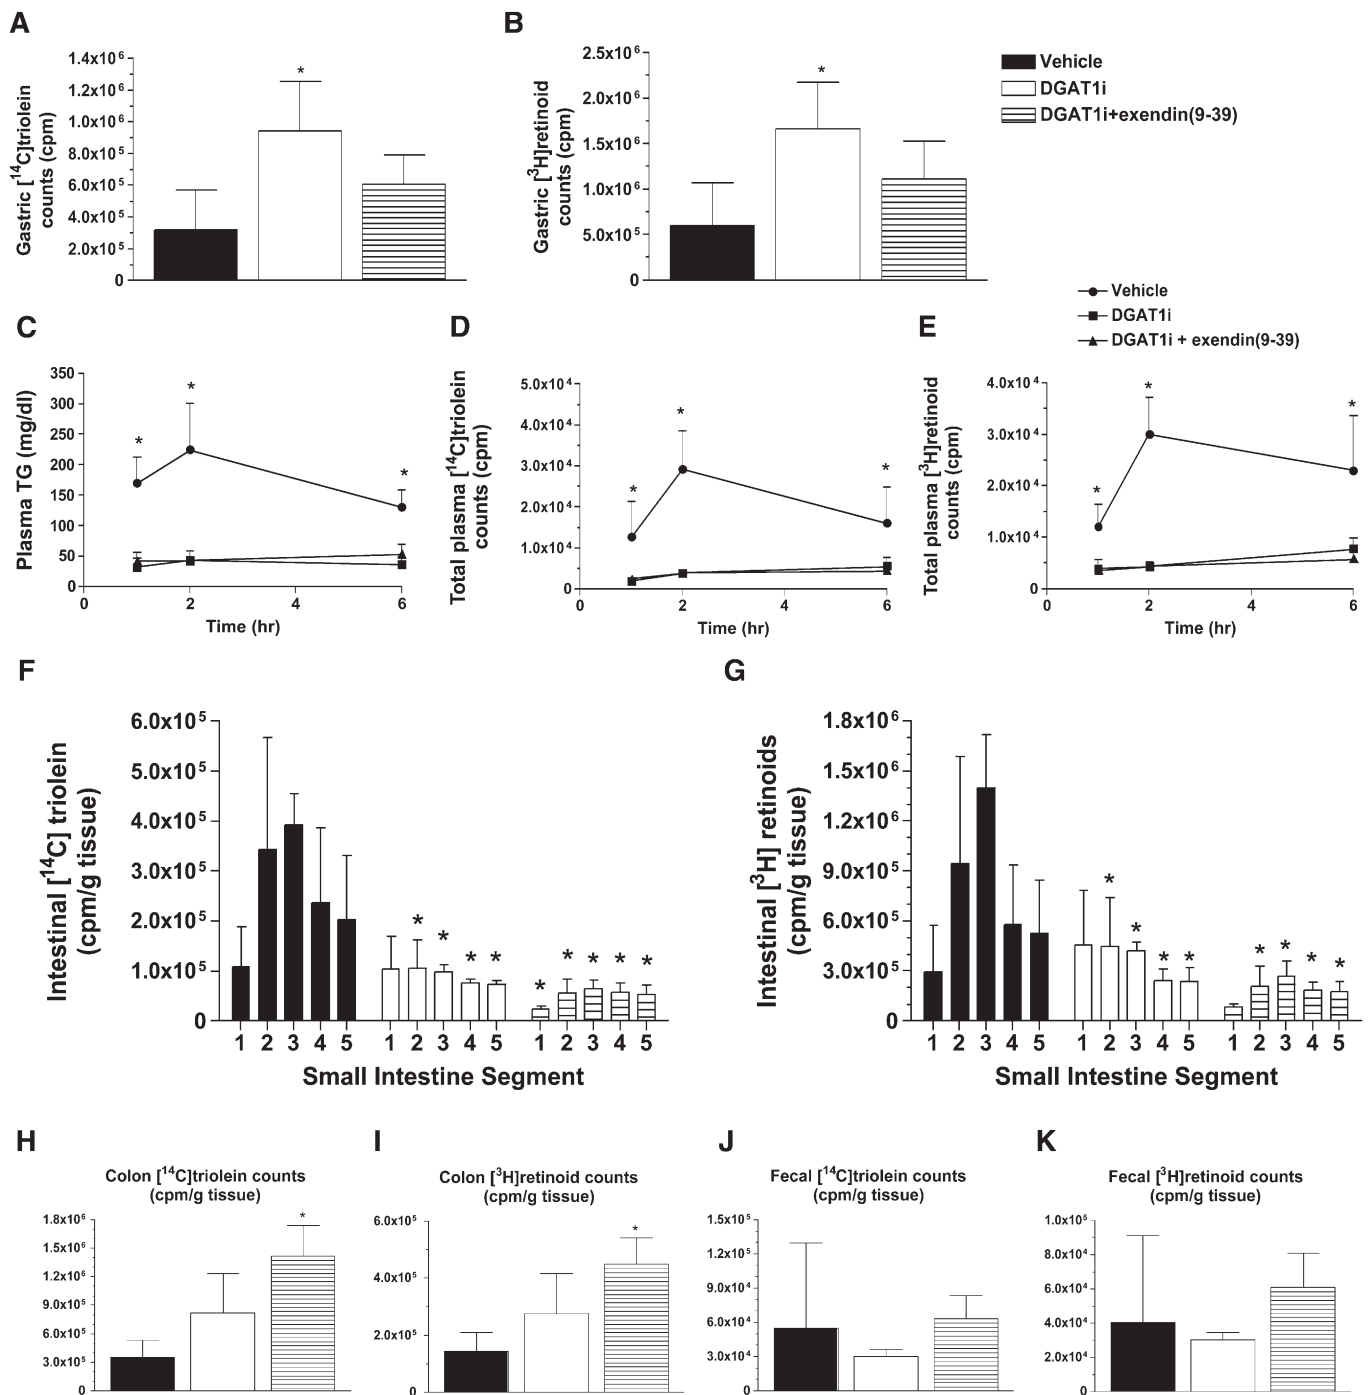 A
Gastric [14C]triolein
counts (cpm)
1.4x10^6
1.2x10^6
1.0x10^6
8.0x10^5
6.0x10^5
4.0x10^5
2.0x10^5
0
*
B
Gastric [3H]retinoid
counts (cpm)
2.5x10^6
2.0x10^6
1.5x10^6
1.0x10^6
5.0x10^5
0
*
Vehicle
DGAT1i
DGAT1i+exendin(9-39)
Vehicle
DGAT1i
DGAT1i + exendin(9-39)
C
Plasma TG (mg/dl)
350
300
250
200
150
100
50
0
* * *
0 2 4 6
Time (hr)
D
Total plasma [14C]triolein
counts (cpm)
5.0x10^4
4.0x10^4
3.0x10^4
2.0x10^4
1.0x10^4
0
* * *
0 2 4 6
Time (hr)
E
Total plasma [3H]retinoid
counts (cpm)
4.0x10^4
3.0x10^4
2.0x10^4
1.0x10^4
0
* * *
0 2 4 6
Time (hr)
F
Intestinal [14C] triolein
(cpm/g tissue)
6.0x10^5
5.0x10^5
4.0x10^5
3.0x10^5
2.0x10^5
1.0x10^5
0
* * * * * * * * *
1 2 3 4 5 1 2 3 4 5 1 2 3 4 5
Small Intestine Segment
G
Intestinal [3H] retinoids
(cpm/g tissue)
1.8x10^6
1.5x10^6
1.2x10^6
9.0x10^5
6.0x10^5
3.0x10^5
0
* * * * * * * *
1 2 3 4 5 1 2 3 4 5 1 2 3 4 5
Small Intestine Segment
H
Colon [14C]triolein counts
(cpm/g tissue)
1.8x10^6
1.5x10^6
1.2x10^6
9.0x10^5
6.0x10^5
3.0x10^5
0
*
I
Colon [3H]retinoid counts
(cpm/g tissue)
6.0x10^5
4.0x10^5
2.0x10^5
0
*
J
Fecal [14C]triolein counts
(cpm/g tissue)
1.5x10^5
1.2x10^5
9.0x10^4
6.0x10^4
3.0x10^4
0
K
Fecal [3H]retinoid counts
(cpm/g tissue)
1.0x10^5
8.0x10^4
6.0x10^4
4.0x10^4
2.0x10^4
0